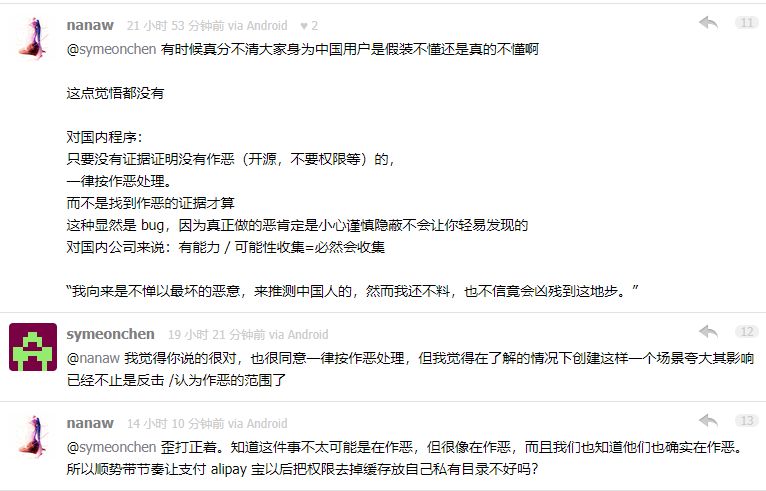 nanaw 21 小时 53 分钟前 via Android ♥ 2 11
@symeonchen 有时候真分不清大家身为中国用户是假装不懂还是真的不懂啊
这点觉悟都没有
对国内程序：
只要没有证据证明没有作恶（开源，不要权限等）的，
一律按作恶处理。
而不是找到作恶的证据才算
这种显然是 bug，因为真正做的恶肯定是小心谨慎隐蔽不会让你轻易发现的
对国内公司来说：有能力 / 可能性收集=必然会收集
“我向来是不惮以最坏的恶意，来推测中国人的，然而我还不料，也不信竟会凶残到这地步。”
symeonchen 19 小时 21 分钟前 via Android 12
@nanaw 我觉得你说的很对，也很同意一律按作恶处理，但我觉得在了解的情况下创建这样一个场景夸大其影响
已经不止是反击 /认为作恶的范围了
nanaw 14 小时 10 分钟前 via Android 13
@symeonchen 歪打正着。知道这件事不太可能是在作恶，但很像在作恶，而且我们也知道他们也确实在作恶。
所以顺势带节奏让支付 alipay 宝以后把权限去掉缓存放自己私有目录不好吗？